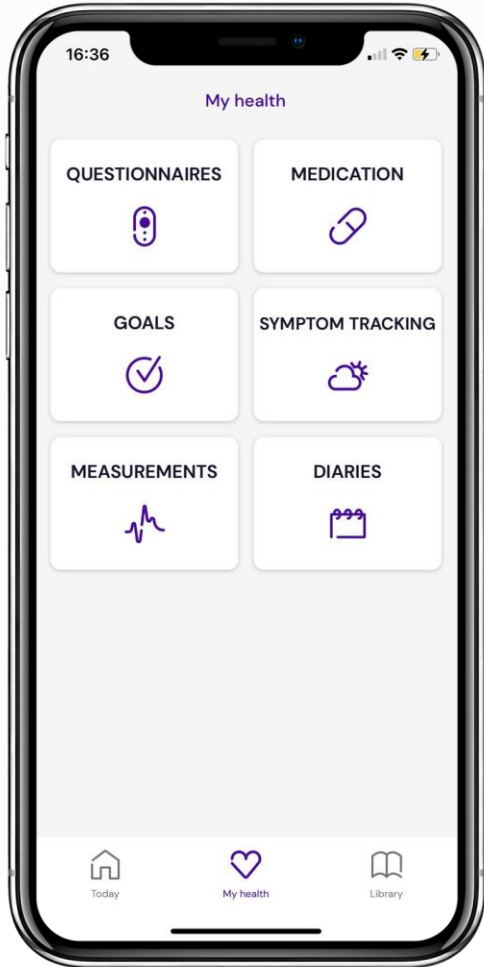 16:36
My health
QUESTIONNAIRES
MEDICATION
GOALS
SYMPTOM TRACKING
MEASUREMENTS
DIARIES
Today
My health
Library